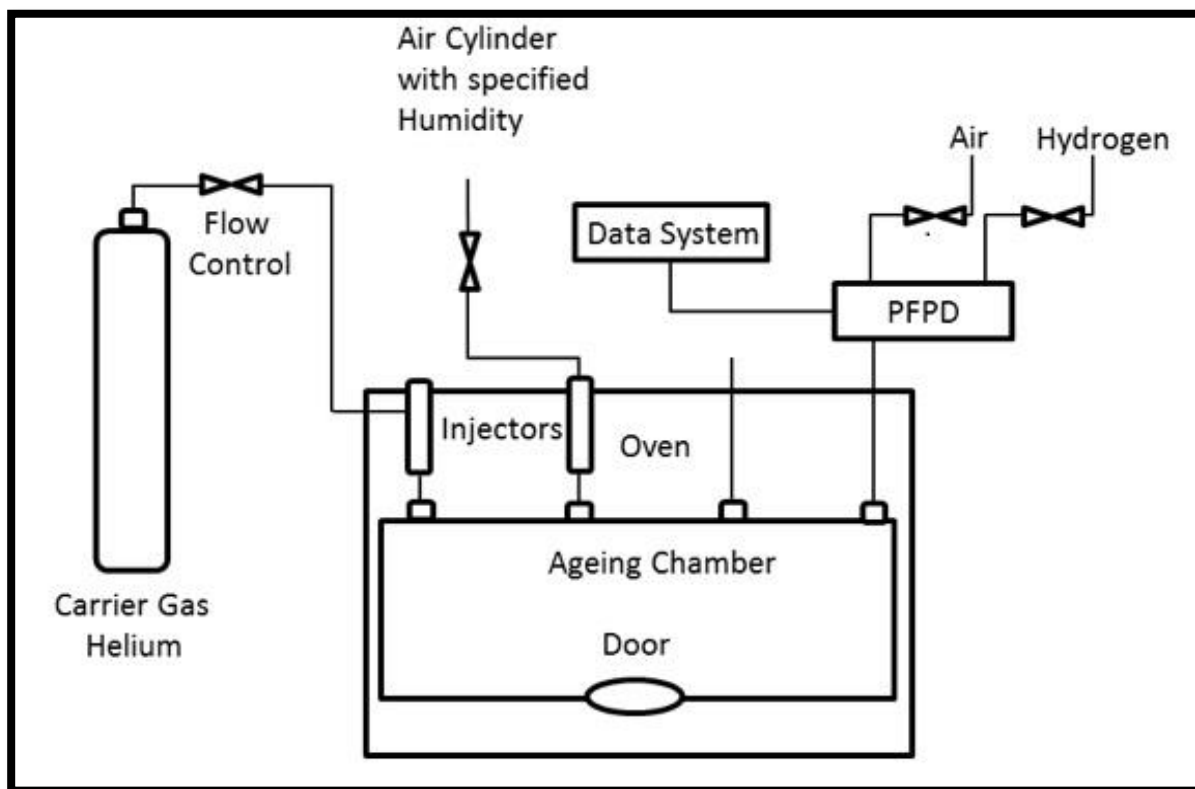 Air Cylinder
with specified
Humidity
Air
Hydrogen
Flow
Control
Data System
PFPD
Injectors
Oven
Ageing Chamber
Carrier Gas
Helium
Door